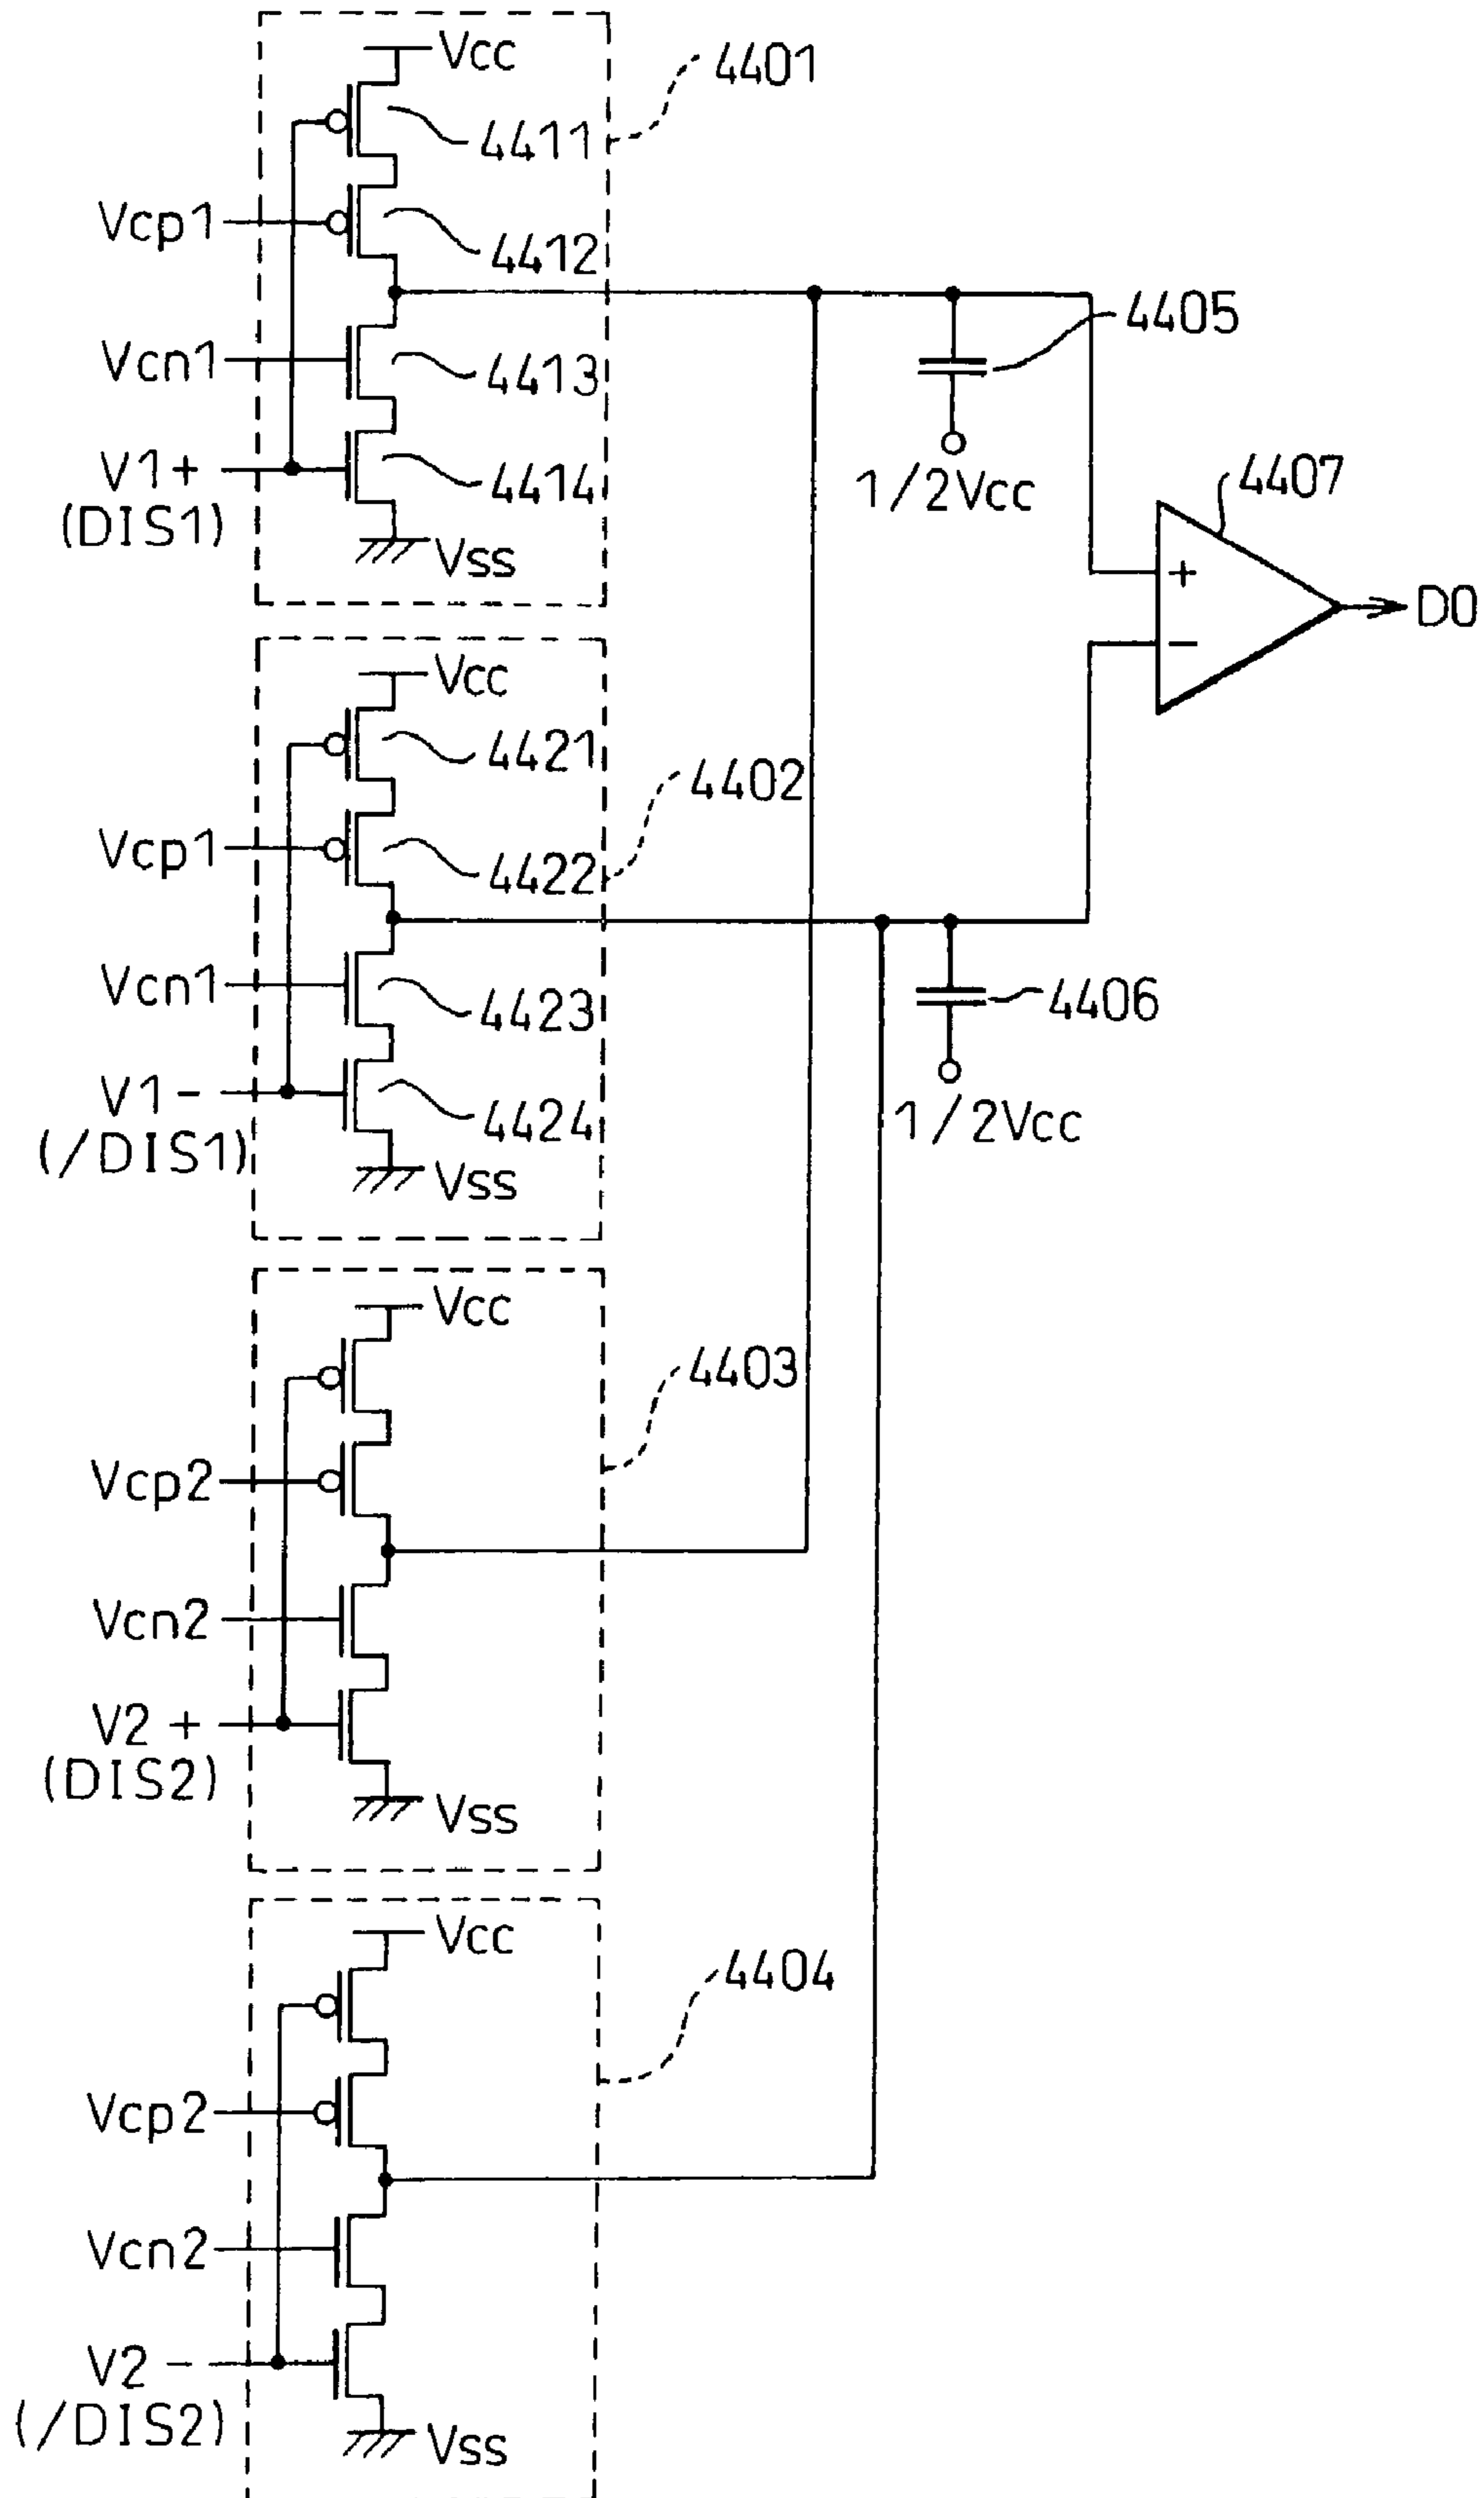 Vcc
4401
4411
Vcp1
4412
4405
Vcn1
4413
V1+
(DIS1)
4414
1/2Vcc
4407
Vss
+
−
DO
Vcc
4421
4402
Vcp1
4422
Vcn1
4423
4406
V1−
(/DIS1)
4424
1/2Vcc
Vss
Vcc
4403
Vcp2
Vcn2
V2 +
(DIS2)
Vss
Vcc
4404
Vcp2
Vcn2
V2 −
(/DIS2)
Vss